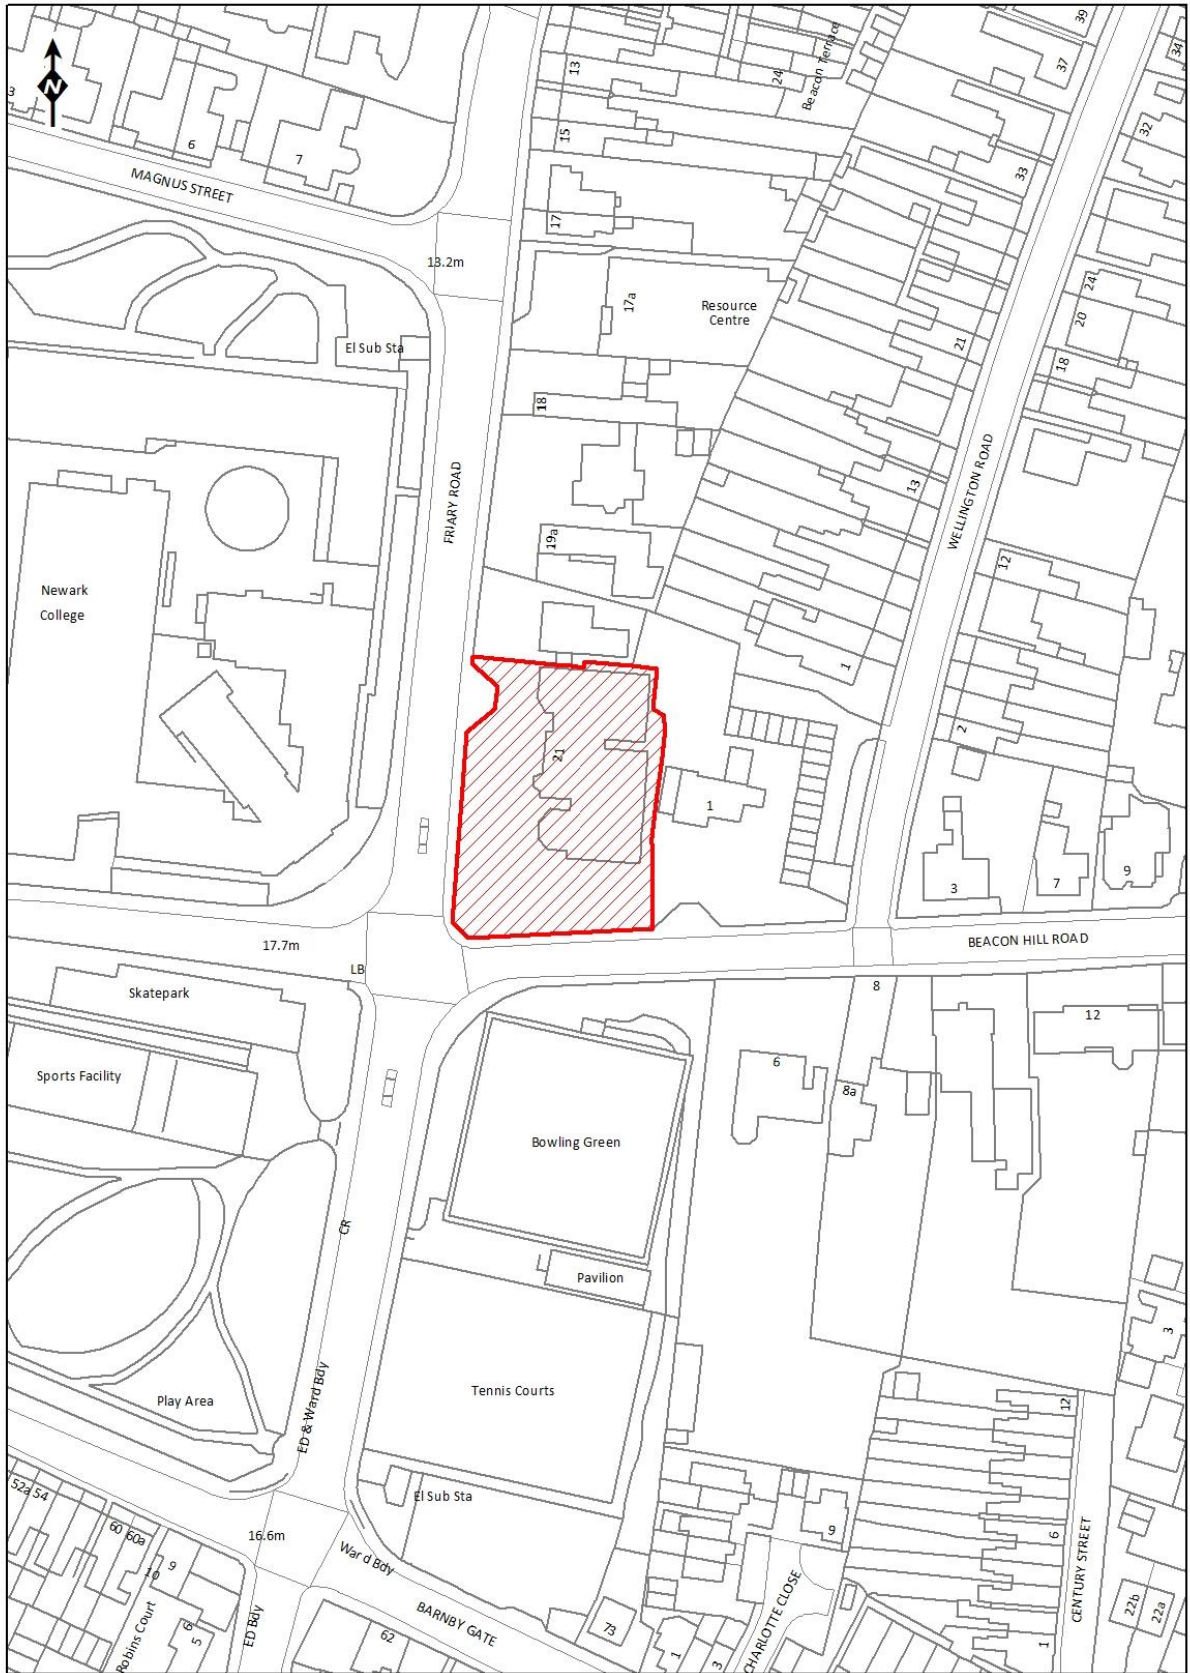 39
34
37
13
24
Beacon Terrace
N
3
32
15
6
7
33
MAGNUS STREET
17
13.2m
24
17a
Resource
Centre
20
El Sub Sta
21
18
18
FRIARY ROAD
WELLINGTON ROAD
13
19a
12
Newark
College
1
2
21
1
9
7
3
BEACON HILL ROAD
17.7m
LB
Skatepark
8
12
Sports Facility
6
8a
Bowling Green
CR
Pavilion
3
Tennis Courts
Play Area
12
ED & Ward Bdy
52a 54
El Sub Sta
60 60a
16.6m
9
6
CENTURY STREET
Ward Bdy
9
10
CHARLOTTE CLOSE
22b
22a
BARNBY GATE
Robins Court
6
5
ED Bdy
62
73
1
3
1